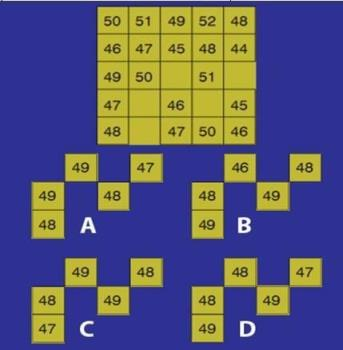 50 51 49 52 48
46 47 45 48 44
49 50 51
47 46 45
48 47 50 46
49 47 46 48
49 48 48 49
48 A 49 B
49 48 48 47
48 49 48 49
47 C 49 D